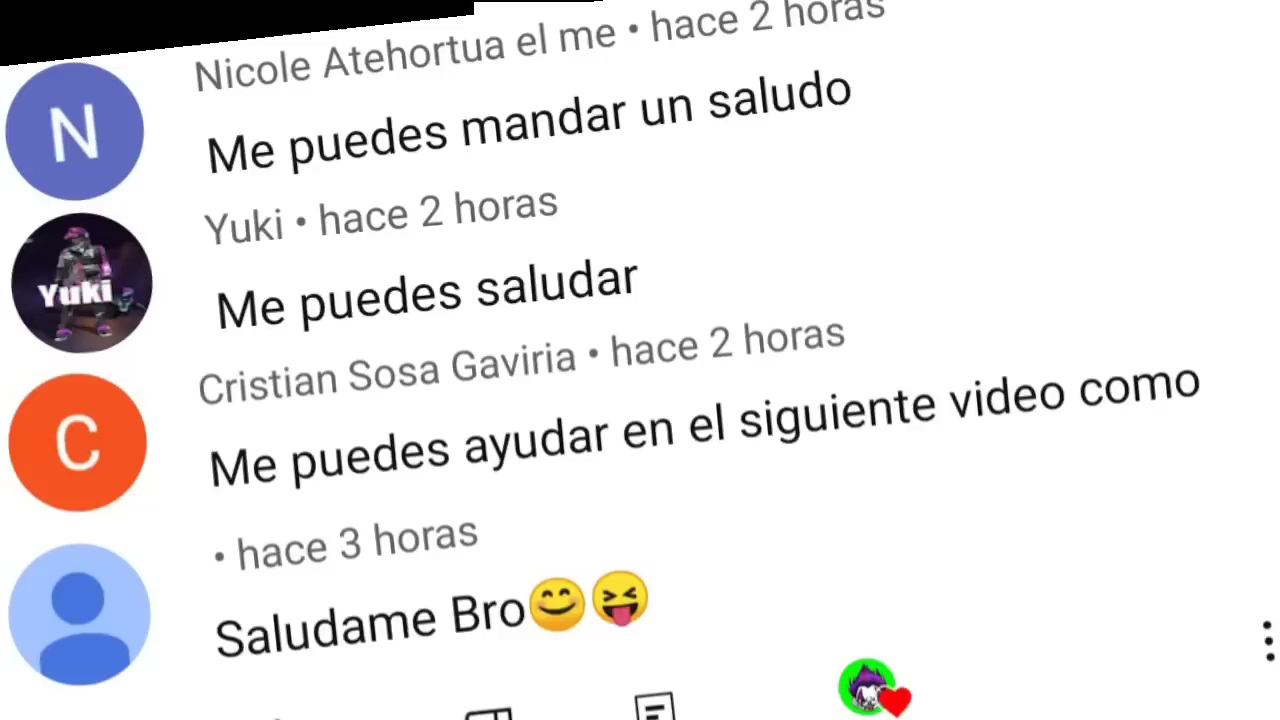 Nicole Atehortua el me • hace 2 horas
N
Me puedes mandar un saludo
Yuki • hace 2 horas
Yuki
Me puedes saludar
Cristian Sosa Gaviria • hace 2 horas
C
Me puedes ayudar en el siguiente video como
• hace 3 horas
Saludame Bro😊😝